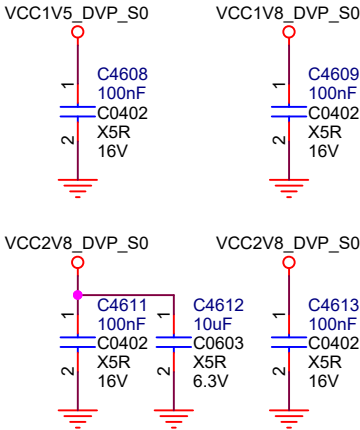 VCC1V5_DVP_S0
1
2
C4608
100nF
C0402
X5R
16V
VCC1V8_DVP_S0
1
2
C4609
100nF
C0402
X5R
16V
VCC2V8_DVP_S0
1
2
C4611
100nF
C0402
X5R
16V
1
2
C4612
10uF
C0603
X5R
6.3V
VCC2V8_DVP_S0
1
2
C4613
100nF
C0402
X5R
16V